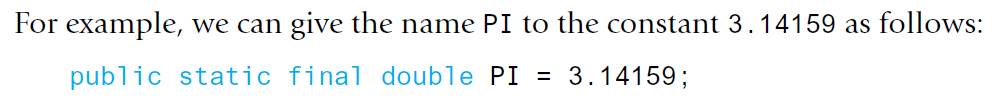 For example, we can give the name PI to the constant 3.14159 as follows:
public static final double PI = 3.14159;